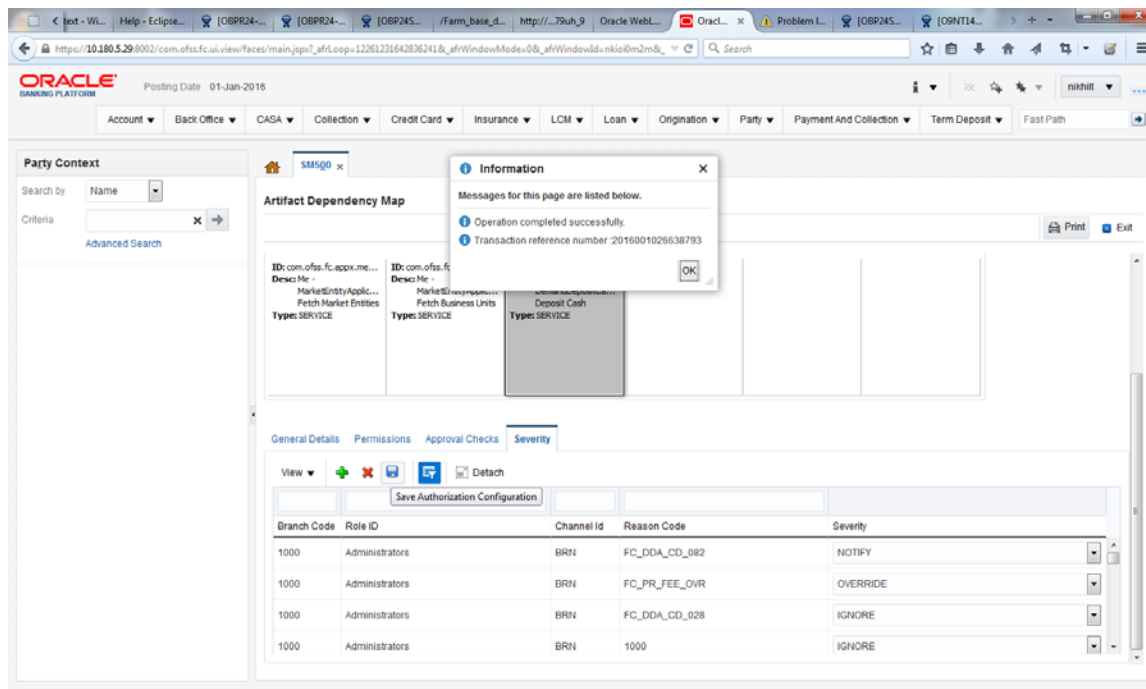 text - Wi...
Help - Eclipse...
[OBPR24-...
[OBPR24-...
[OBP24S...
/Farm_base_d...
http://...79uh_9
Oracle WebL...
Oracl...
Problem I...
[OBP24S...
[O9NT14...
https://10.180.5.29:8002/com.ofss.fc.ui.view/faces/main.jspx?_afrLoop=12261231642836241&_afrWindowMode=0&_afrWindowId=nkioi0m2m&_
Search
ORACLE
BANKING PLATFORM
Posting Date 01-Jan-2016
nikhilt
Account
Back Office
CASA
Collection
Credit Card
Insurance
LCM
Loan
Origination
Party
Payment And Collection
Term Deposit
Fast Path
Party Context
Search by
Name
Criteria
Advanced Search
SM500
Artifact Dependency Map
Print
Exit
Information
Messages for this page are listed below.
Operation completed successfully.
Transaction reference number :2016001026638793
OK
ID: com.ofss.fc.appx.me...
Desc: Me -
MarketEntityApplic...
Fetch Market Entities
Type: SERVICE
ID: com.ofss.fc
Desc: Me -
Fetch Business Units
Type: SERVICE
Deposit Cash
Type: SERVICE
General Details
Permissions
Approval Checks
Severity
View
Detach
Save Authorization Configuration
Branch Code Role ID Channel Id Reason Code Severity
1000 Administrators BRN FC_DDA_CD_082 NOTIFY
1000 Administrators BRN FC_PR_FEE_OVR OVERRIDE
1000 Administrators BRN FC_DDA_CD_028 IGNORE
1000 Administrators BRN 1000 IGNORE